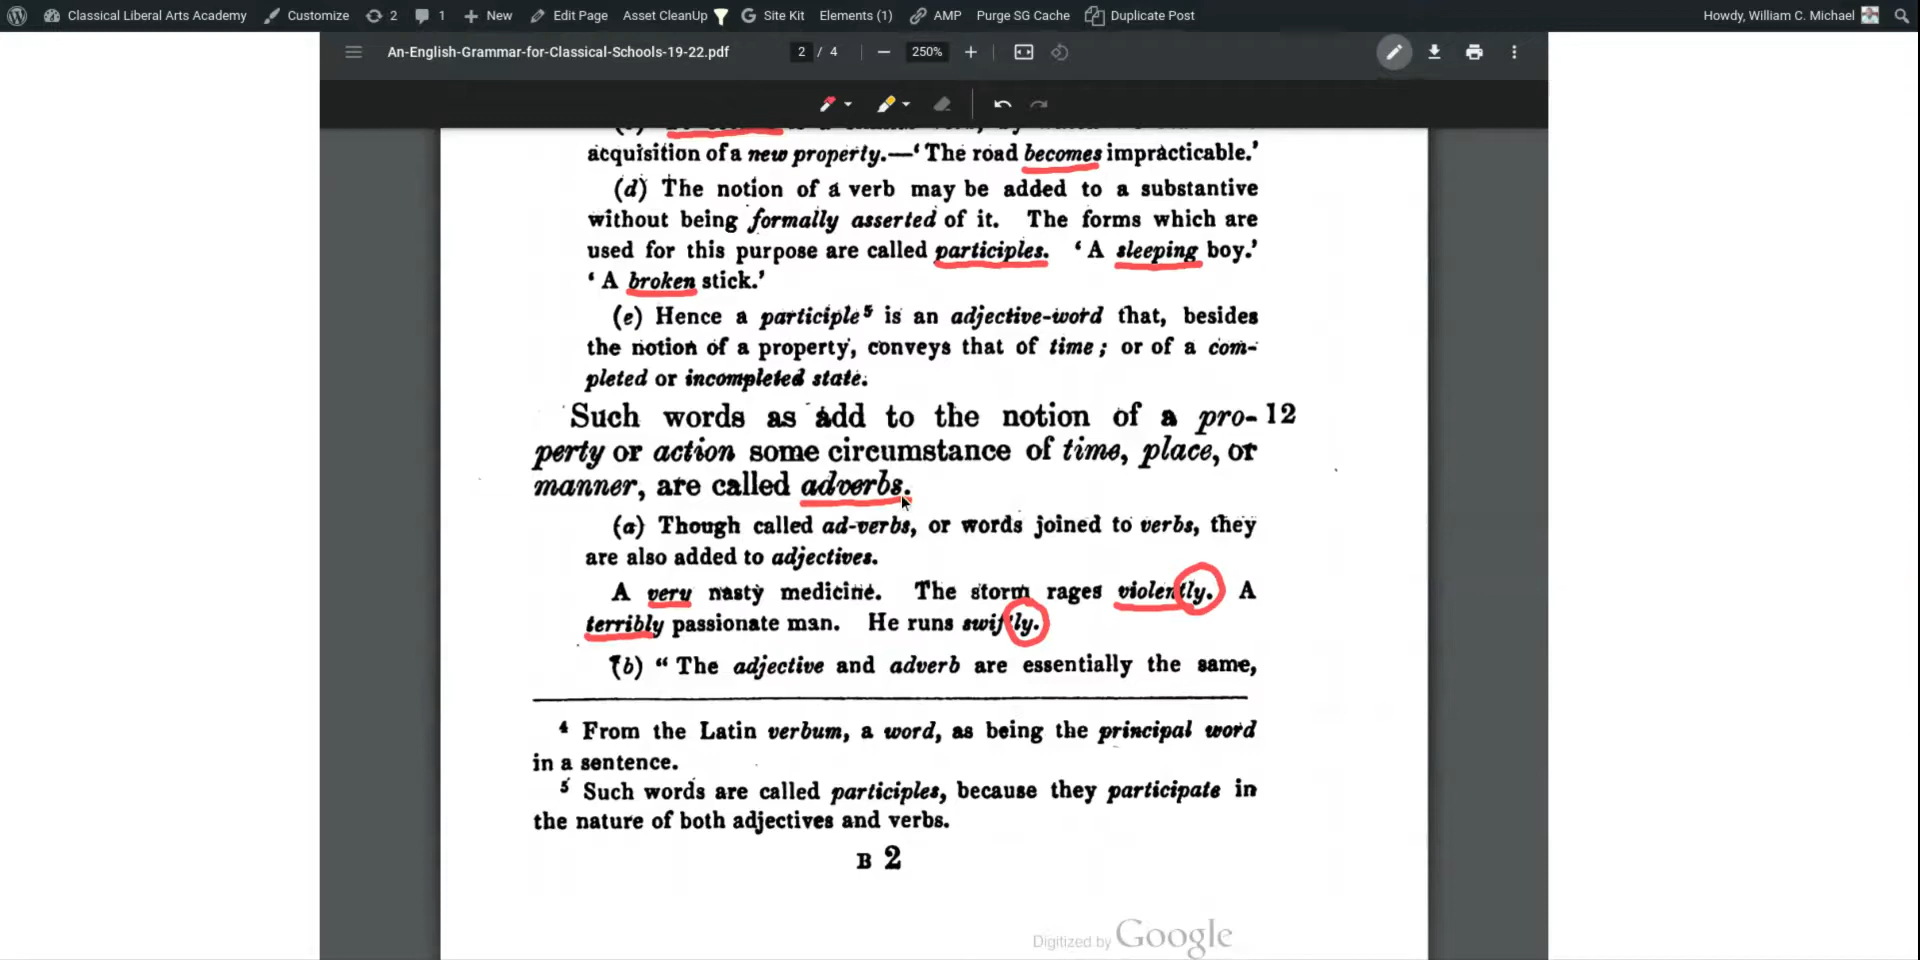 Classical Liberal Arts Academy Customize 2 1 New Edit Page Asset CleanUp Site Kit Elements (1) AMP Purge SG Cache Duplicate Post Howdy, William C. Michael
An-English-Grammar-for-Classical-Schools-19-22.pdf 2 / 4 250%
acquisition of a new property.—‘The road becomes impracticable.’
(d) The notion of a verb may be added to a substantive
without being formally asserted of it. The forms which are
used for this purpose are called participles. ‘A sleeping boy.’
‘A broken stick.’
(e) Hence a participle⁵ is an adjective-word that, besides
the notion of a property, conveys that of time; or of a com-
pleted or incompleted state.
Such words as add to the notion of a pro- 12
perty or action some circumstance of time, place, or
manner, are called adverbs.
(a) Though called ad-verbs, or words joined to verbs, they
are also added to adjectives.
A very nasty medicine. The storm rages violently. A
terribly passionate man. He runs swiftly.
(b) “The adjective and adverb are essentially the same,
⁴ From the Latin verbum, a word, as being the principal word
in a sentence.
⁵ Such words are called participles, because they participate in
the nature of both adjectives and verbs.
B 2
Digitized by Google